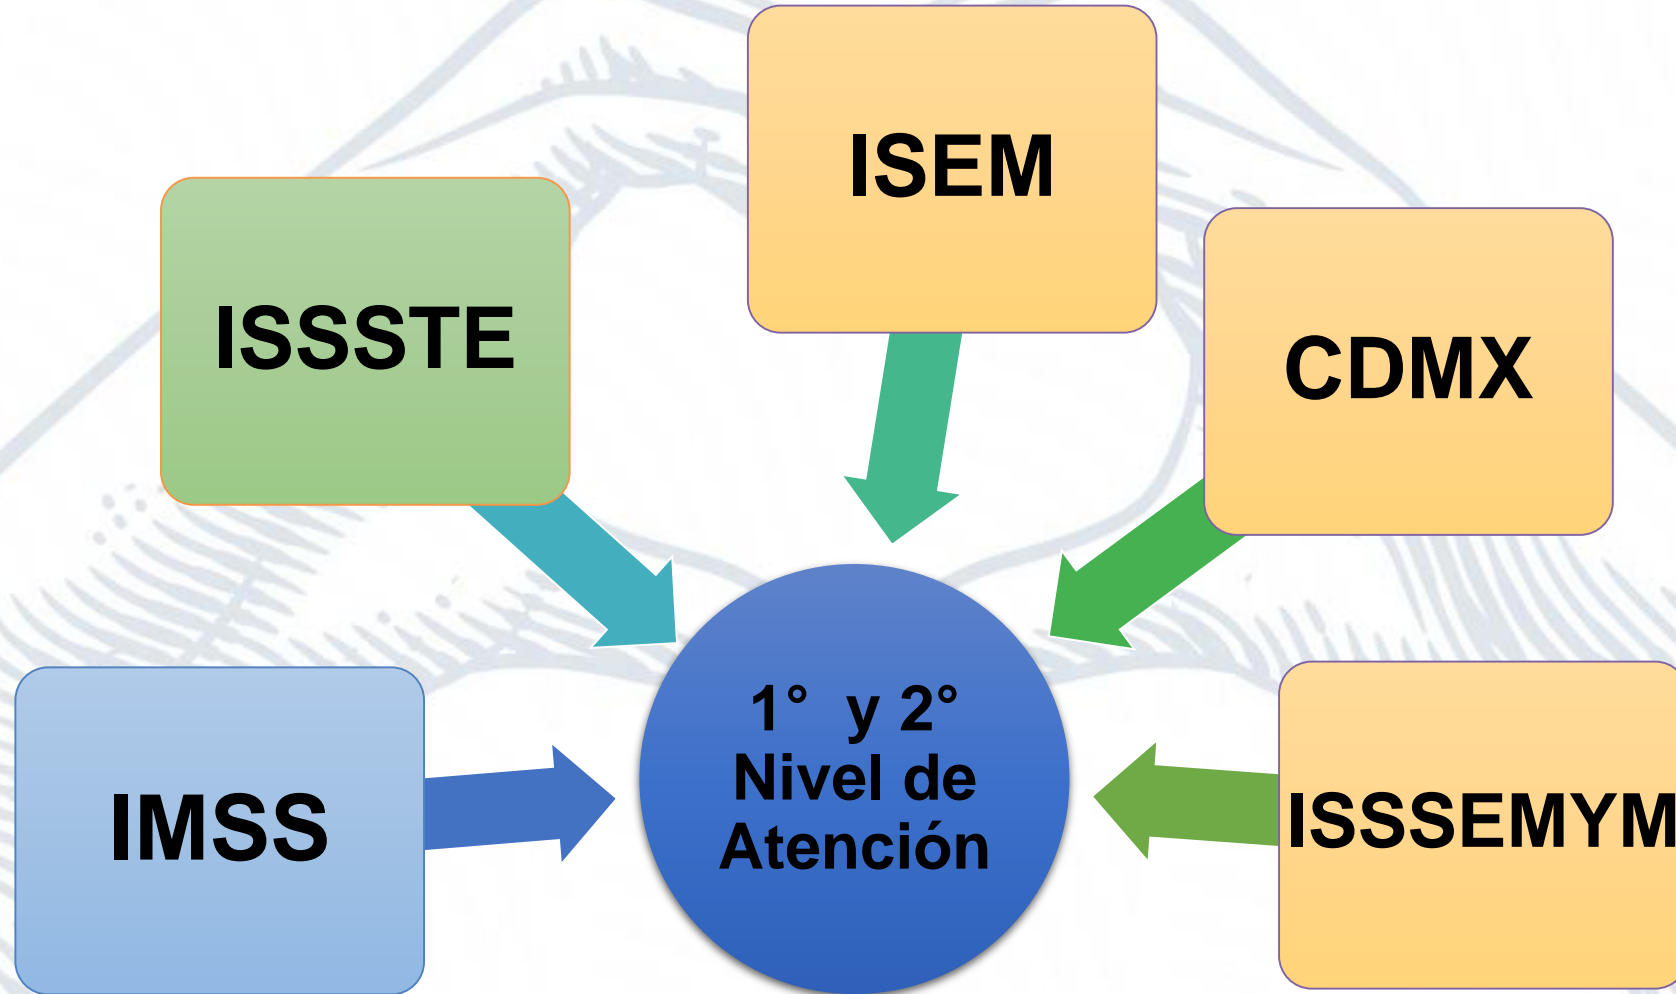 ISEM
ISSSTE
CDMX
1° y 2°
Nivel de
Atención
IMSS
ISSSEMYM